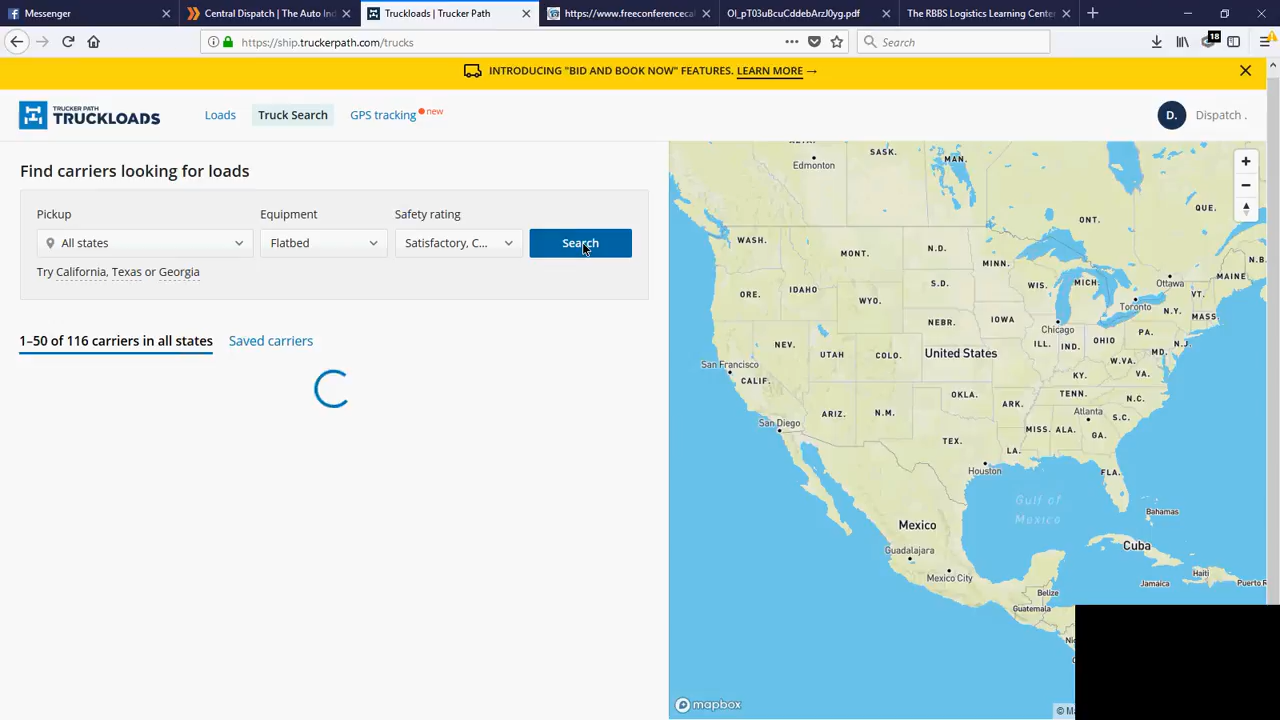 Messenger
Central Dispatch | The Auto Ind
Truckloads | Trucker Path
https://www.freeconferenceca
OI_pT03uBcuCddebArzJ0yg.pdf
The RBBS Logistics Learning Cente
https://ship.truckerpath.com/trucks
Search
18
INTRODUCING "BID AND BOOK NOW" FEATURES. LEARN MORE →
TRUCKER PATH
TRUCKLOADS
Loads
Truck Search
GPS tracking new
D.
Dispatch .
Find carriers looking for loads
Pickup
Equipment
Safety rating
All states
Flatbed
Satisfactory, C...
Search
Try California, Texas or Georgia
1–50 of 116 carriers in all states
Saved carriers
Edmonton
SASK.
MAN.
ONT.
QUE.
N.B.
WASH.
MONT.
N.D.
MINN.
Ottawa
MAINE
ORE.
IDAHO
WYO.
S.D.
WIS.
MICH.
Toronto
VT.
N.Y.
MASS.
NEBR.
IOWA
Chicago
NEV.
UTAH
COLO.
United States
ILL.
IND.
OHIO
PA.
N.J.
MD.
W.VA.
San Francisco
CALIF.
KY.
VA.
OKLA.
TENN.
N.C.
ARIZ.
N.M.
ARK.
Atlanta
S.C.
San Diego
MISS.
ALA.
GA.
TEX.
LA.
Houston
FLA.
Gulf of
Mexico
Bahamas
Mexico
Guadalajara
Cuba
Mexico City
Haiti
Jamaica
Puerto R
Belize
Guatemala
Ni
mapbox
© Ma